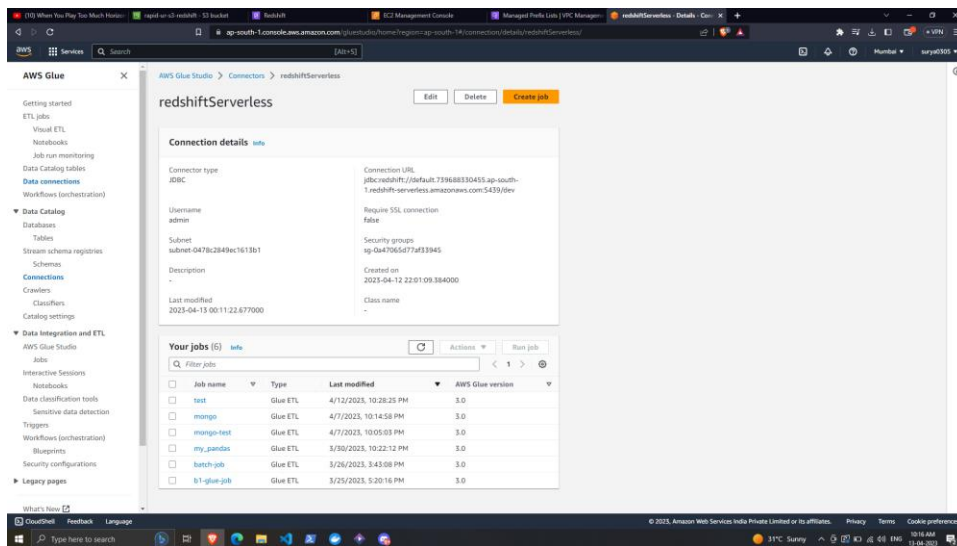 (10) When You Play Too Much Horizon
rapid-ur-s3-redshift - S3 bucket
Redshift
EC2 Management Console
Managed Prefix Lists | VPC Managem
redshiftServerless - Details - Con
ap-south-1.console.aws.amazon.com/gluestudio/home?region=ap-south-1#/connection/details/redshiftServerless/
VPN
aws
Services
Search
[Alt+S]
Mumbai
surya0305
AWS Glue
Getting started
ETL jobs
Visual ETL
Notebooks
Job run monitoring
Data Catalog tables
Data connections
Workflows (orchestration)
Data Catalog
Databases
Tables
Stream schema registries
Schemas
Connections
Crawlers
Classifiers
Catalog settings
Data Integration and ETL
AWS Glue Studio
Jobs
Interactive Sessions
Notebooks
Data classification tools
Sensitive data detection
Triggers
Workflows (orchestration)
Blueprints
Security configurations
Legacy pages
What's New
AWS Glue Studio > Connectors > redshiftServerless
redshiftServerless
Edit
Delete
Create job
Connection details Info
Connector type
JDBC
Connection URL
jdbc:redshift://default.739688330455.ap-south-
1.redshift-serverless.amazonaws.com:5439/dev
Username
admin
Require SSL connection
false
Subnet
subnet-0478c2849ec1613b1
Security groups
sg-0a47065d77af33945
Description
-
Created on
2023-04-12 22:01:09.384000
Last modified
2023-04-13 00:11:22.677000
Class name
-
Your jobs (6) Info
Actions
Run job
Filter jobs
1
Job name Type Last modified AWS Glue version
test Glue ETL 4/12/2023, 10:28:25 PM 3.0
mongo Glue ETL 4/7/2023, 10:14:58 PM 3.0
mongo-test Glue ETL 4/7/2023, 10:05:03 PM 3.0
my_pandas Glue ETL 3/30/2023, 10:22:12 PM 3.0
batch-job Glue ETL 3/26/2023, 3:43:08 PM 3.0
b1-glue-job Glue ETL 3/25/2023, 5:20:16 PM 3.0
CloudShell Feedback Language
© 2023, Amazon Web Services India Private Limited or its affiliates. Privacy Terms Cookie preferences
Type here to search
31°C Sunny
ENG
10:16 AM
13-04-2023